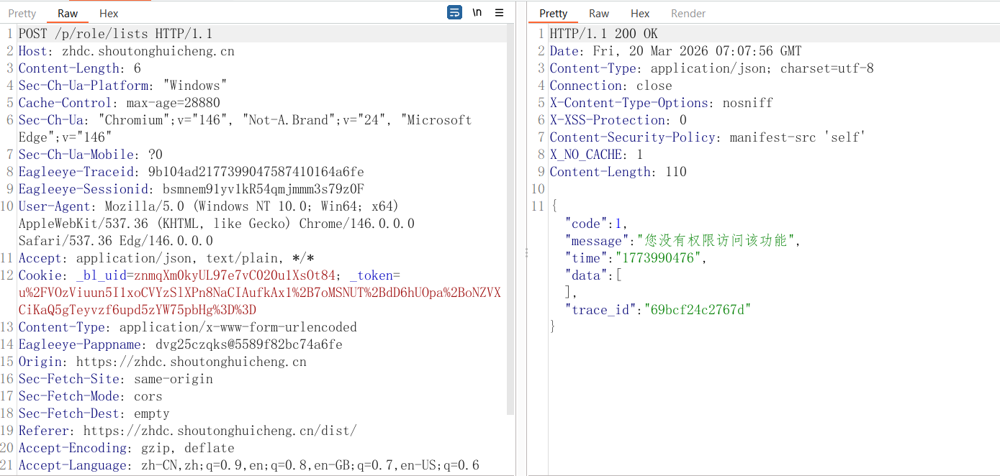 Pretty Raw Hex \n ≡
1 POST /p/role/lists HTTP/1.1
2 Host: zhdc.shoutonghuicheng.cn
3 Content-Length: 6
4 Sec-Ch-Ua-Platform: "Windows"
5 Cache-Control: max-age=28880
6 Sec-Ch-Ua: "Chromium";v="146", "Not-A.Brand";v="24", "Microsoft
Edge";v="146"
7 Sec-Ch-Ua-Mobile: ?0
8 Eagleeye-Traceid: 9b104ad2177399047587410164a6fe
9 Eagleeye-Sessionid: bsmnem91yv1kR54qmjmmm3s79z0F
10 User-Agent: Mozilla/5.0 (Windows NT 10.0; Win64; x64)
AppleWebKit/537.36 (KHTML, like Gecko) Chrome/146.0.0.0
Safari/537.36 Edg/146.0.0.0
11 Accept: application/json, text/plain, */*
12 Cookie: _bl_uid=znmqXm0kyUL97e7vC020u1XsOt84; _token=
u%2FVOzViuun5I1xoCVYzSlXPn8NaCIAufkAx1%2B7oMSNUT%2BdD6hUOpa%2BoNZVX
CiKaQ5gTeyvzf6upd5zYW75pbHg%3D%3D
13 Content-Type: application/x-www-form-urlencoded
14 Eagleeye-Pappname: dvg25czqks@5589f82bc74a6fe
15 Origin: https://zhdc.shoutonghuicheng.cn
16 Sec-Fetch-Site: same-origin
17 Sec-Fetch-Mode: cors
18 Sec-Fetch-Dest: empty
19 Referer: https://zhdc.shoutonghuicheng.cn/dist/
20 Accept-Encoding: gzip, deflate
21 Accept-Language: zh-CN,zh;q=0.9,en;q=0.8,en-GB;q=0.7,en-US;q=0.6
Pretty Raw Hex Render
1 HTTP/1.1 200 OK
2 Date: Fri, 20 Mar 2026 07:07:56 GMT
3 Content-Type: application/json; charset=utf-8
4 Connection: close
5 X-Content-Type-Options: nosniff
6 X-XSS-Protection: 0
7 Content-Security-Policy: manifest-src 'self'
8 X_NO_CACHE: 1
9 Content-Length: 110
10
11 {
"code":1,
"message":"您没有权限访问该功能",
"time":"1773990476",
"data":[
],
"trace_id":"69bcf24c2767d"
}